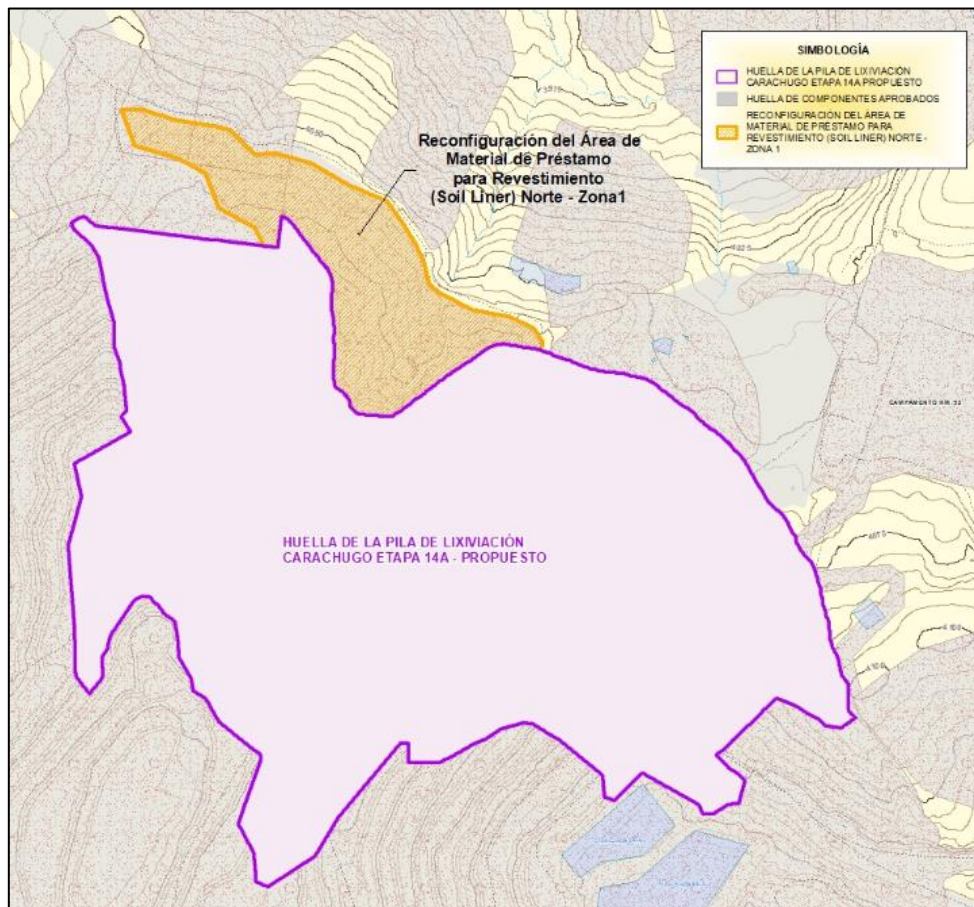 SIMBOLOGÍA
HUELLA DE LA PILA DE LIXIVIACIÓN
CARACHUGO ETAPA 14A PROPUESTO
HUELLA DE COMPONENTES APROBADOS
RECONFIGURACIÓN DEL ÁREA DE
MATERIAL DE PRÉSTAMO PARA
REVESTIMIENTO (SOIL LINER) NORTE -
ZONA 1
Reconfiguración del Área de
Material de Préstamo
para Revestimiento
(Soil Liner) Norte - Zona1
HUELLA DE LA PILA DE LIXIVIACIÓN
CARACHUGO ETAPA 14A - PROPUESTO